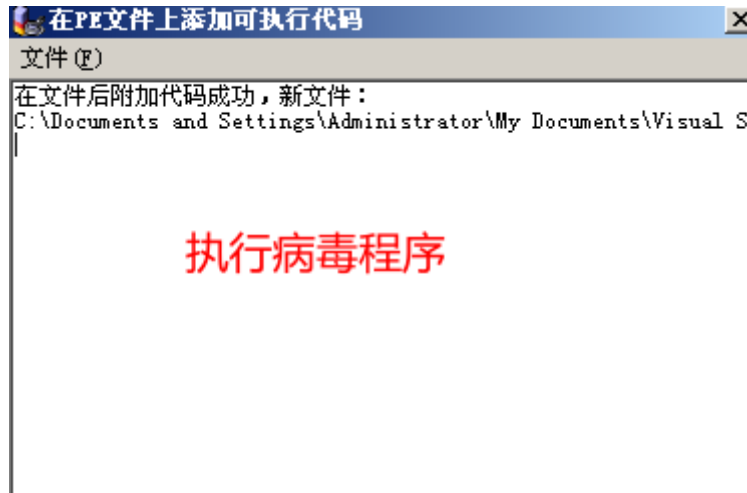 在PE文件上添加可执行代码
文件(F)
在文件后附加代码成功，新文件：
C:\Documents and Settings\Administrator\My Documents\Visual S
执行病毒程序